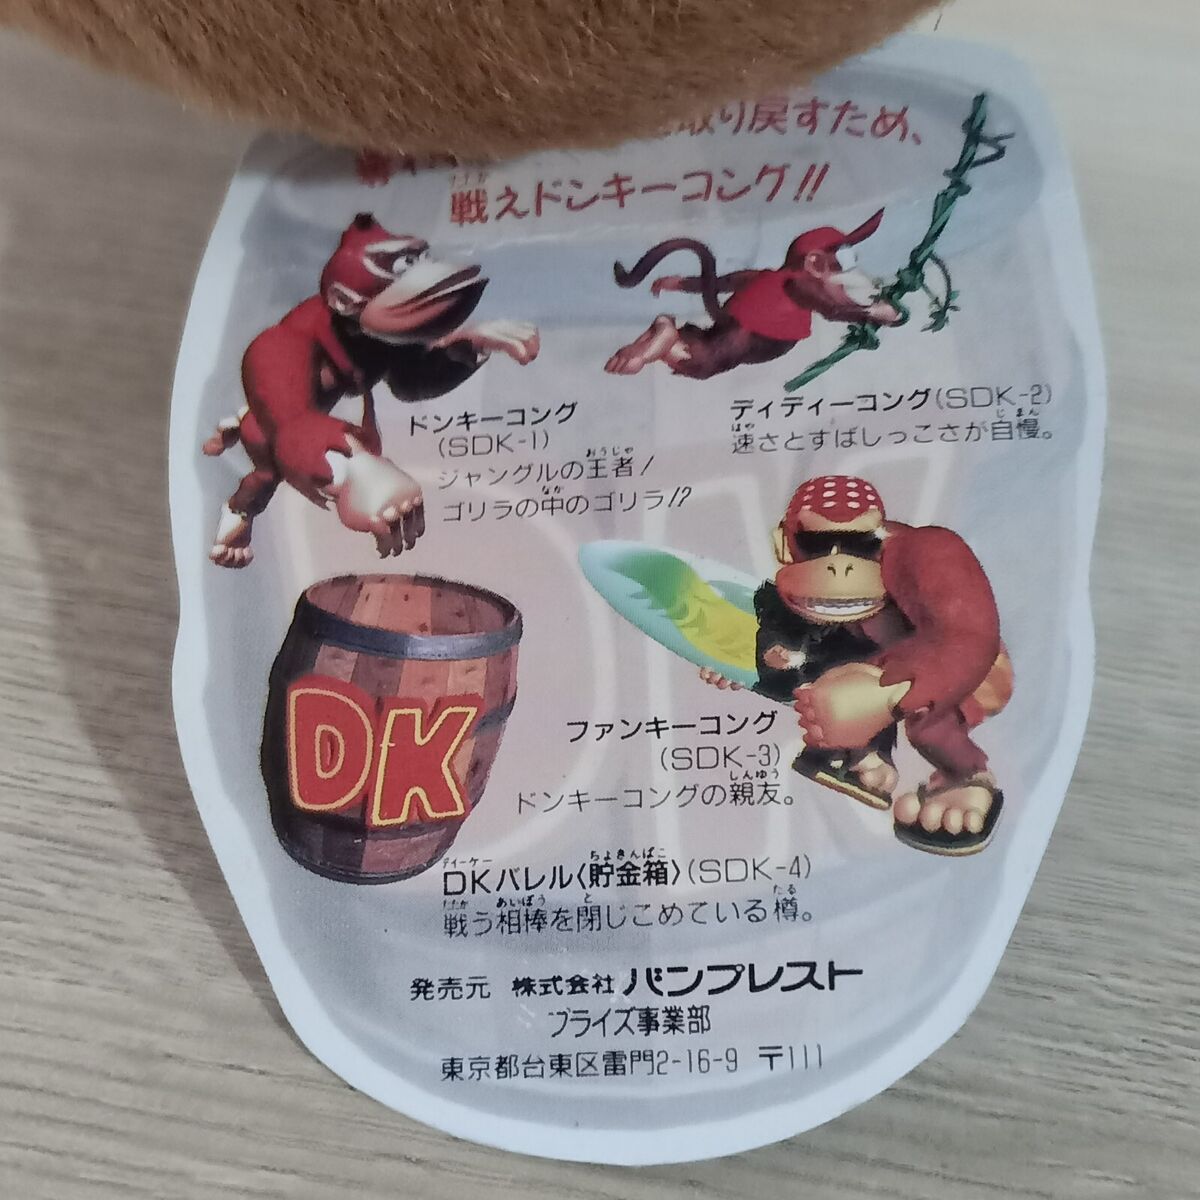 取り戻すため、
戦えドンキーコング!!
ドンキーコング
(SDK-1)
ジャングルの王者!
ゴリラの中のゴリラ!?
ディディーコング(SDK-2)
速さとすばしっこさが自慢。
ファンキーコング
(SDK-3)
ドンキーコングの親友。
DK
DKバレル〈貯金箱〉(SDK-4)
戦う相棒を閉じこめている樽。
発売元 株式会社 バンプレスト
プライズ事業部
東京都台東区雷門2-16-9 〒111